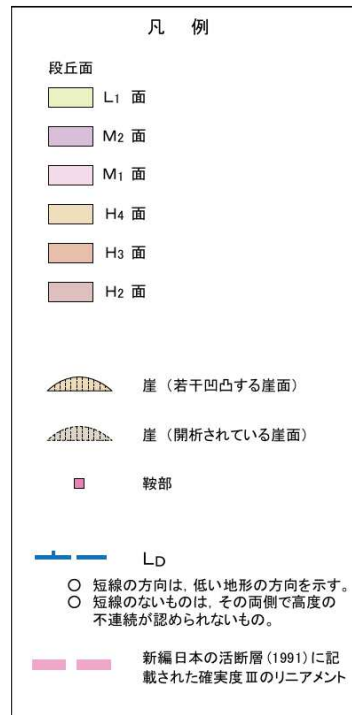 凡 例
段丘面
L1 面
M2 面
M1 面
H4 面
H3 面
H2 面
崖（若干凹凸する崖面）
崖（開析されている崖面）
鞍部
LD
○ 短線の方向は，低い地形の方向を示す。
○ 短線のないものは，その両側で高度の
不連続が認められないもの。
新編日本の活断層(1991)に記
載された確実度Ⅲのリニアメント